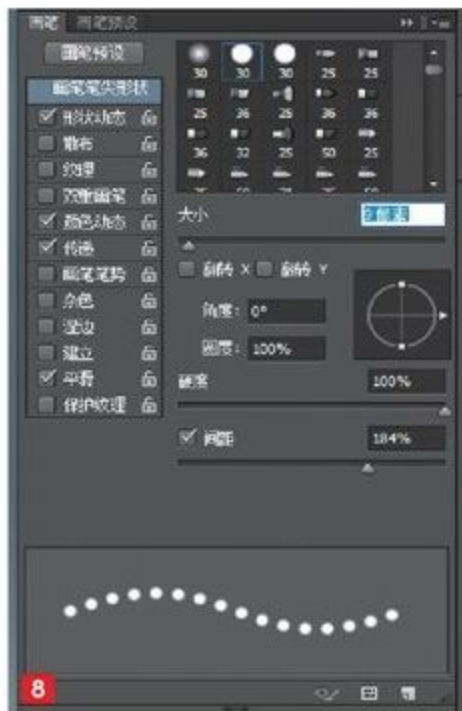 画笔 画笔预设
画笔预设
画笔笔尖形状
形状动态
散布
纹理
双重画笔
颜色动态
传递
画笔笔势
杂色
湿边
建立
平滑
保护纹理
30 30 30 25 25
25 36 25 36 36
36 32 25 50 25
大小
翻转 X 翻转 Y
角度: 0°
圆度: 100%
硬度 100%
间距 184%
8